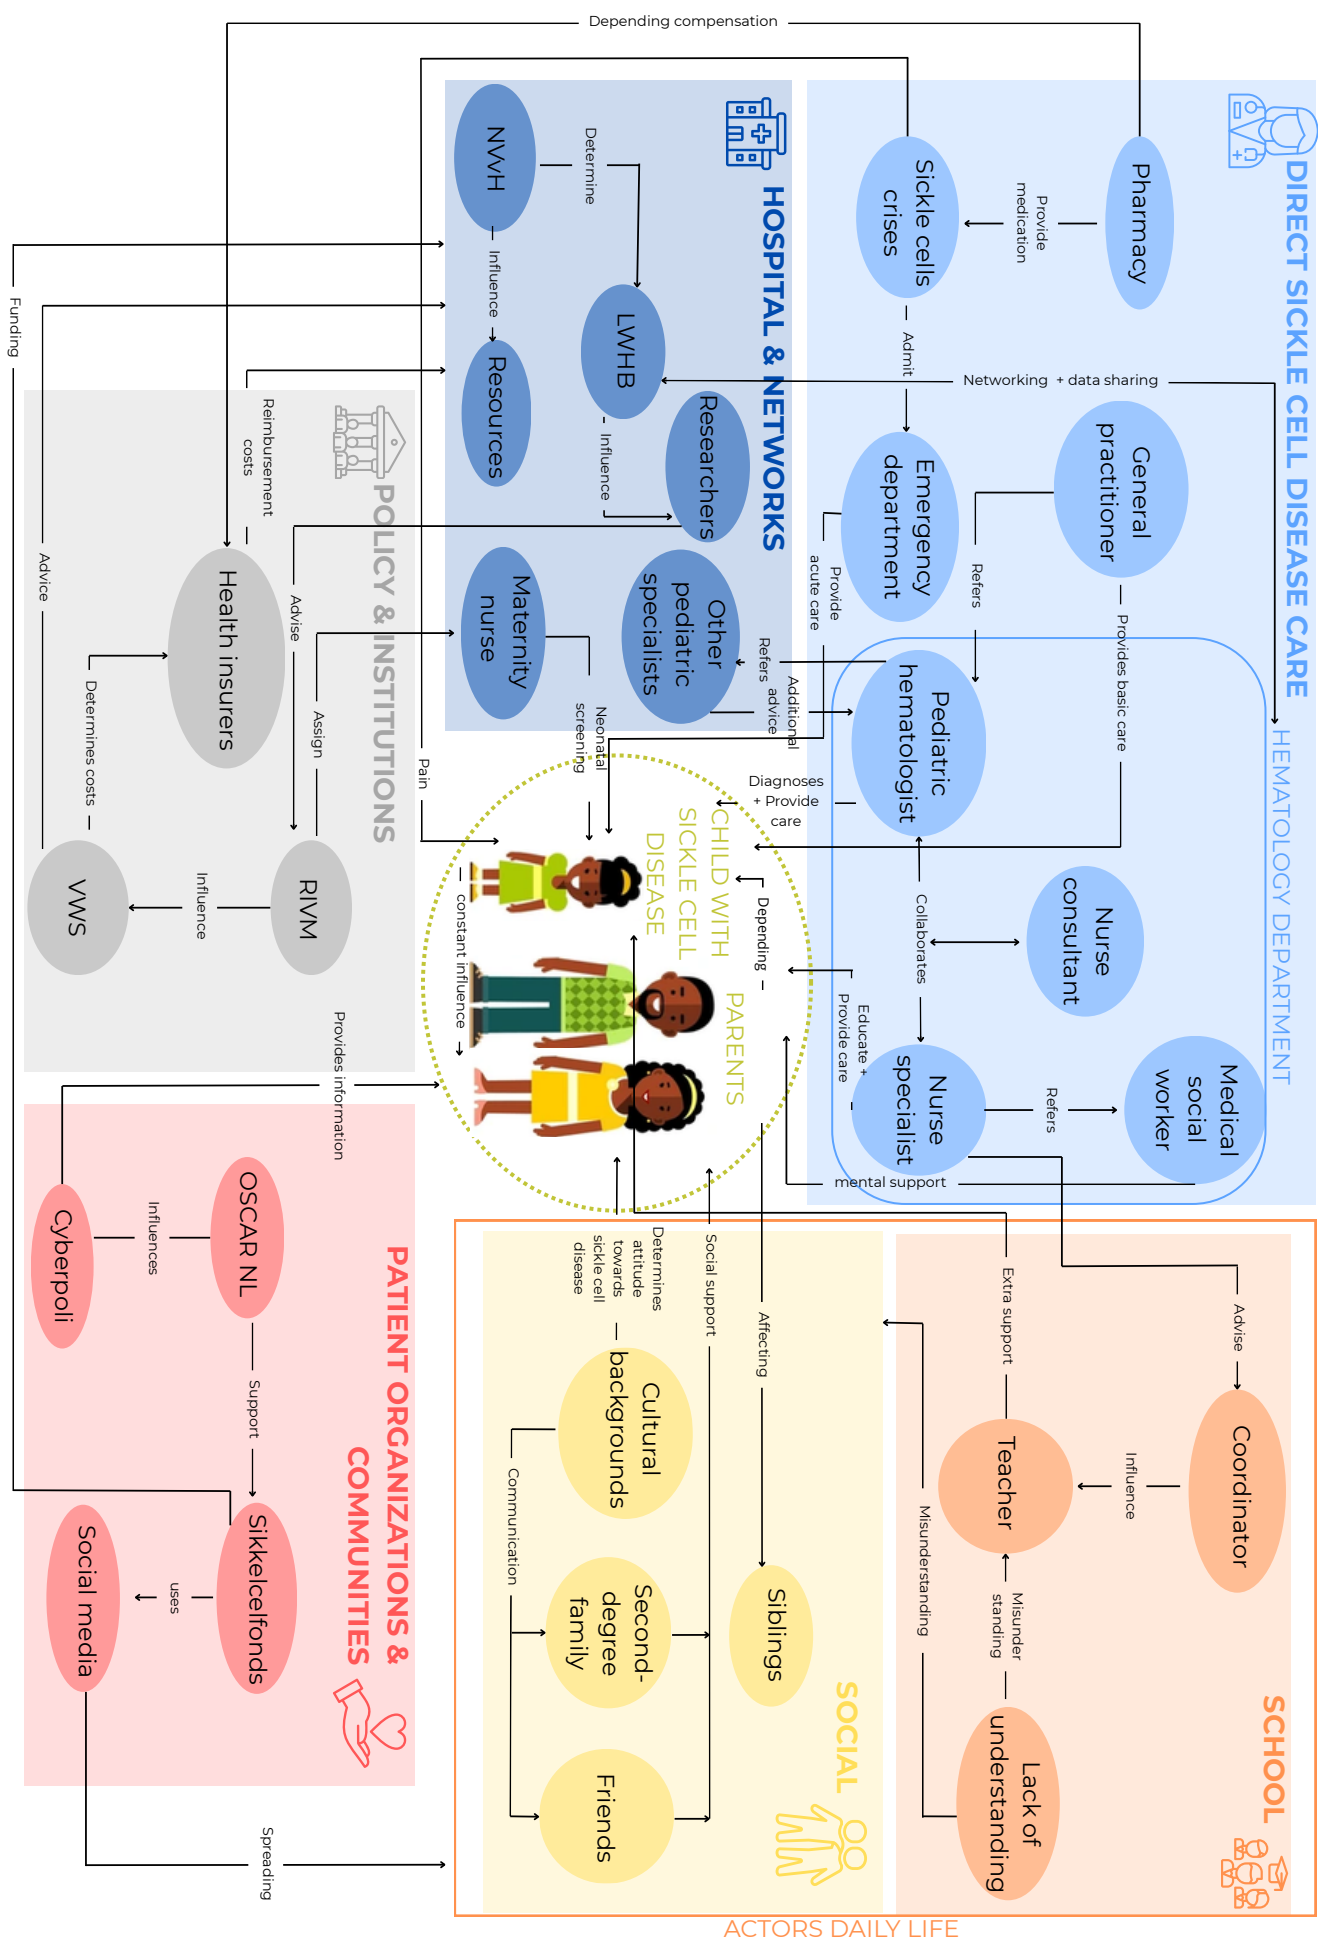 Depending compensation
DIRECT SICKLE CELL DISEASE CARE
Pharmacy
Provide
medication
Sickle cells
crises
Admit
Emergency
department
Provide
acute care
General
practitioner
Refers
Provides basic care
Networking + data sharing
HEMATOLOGY DEPARTMENT
Pediatric
hematologist
Collaborates
Nurse
consultant
Nurse
specialist
Refers
Medical
social
worker
mental support
Educate +
Provide care
Diagnoses
+ Provide
care
HOSPITAL & NETWORKS
NVvH
Determine
Influence
Resources
LWHB
Influence
Researchers
Other
pediatric
specialists
Refers
Additional
advice
Maternity
nurse
Neonatal
screening
POLICY & INSTITUTIONS
Reimbursement
costs
Health insurers
Advise
Assign
Determines costs
RIVM
Influence
VWS
Advice
Funding
Pain
CHILD WITH
SICKLE CELL
DISEASE
PARENTS
Depending
constant influence
Provides information
PATIENT ORGANIZATIONS &
COMMUNITIES
OSCAR NL
Influences
Cyberpoli
Support
Sikkelcelfonds
uses
Social media
Spreading
SOCIAL
Determines
attitude
towards
sickle cell
disease
Social support
Affecting
Cultural
backgrounds
Communication
Second-
degree
family
Siblings
Friends
SCHOOL
Extra support
Advise
Coordinator
Influence
Teacher
Misunder
standing
Misunderstanding
Lack of
understanding
ACTORS DAILY LIFE